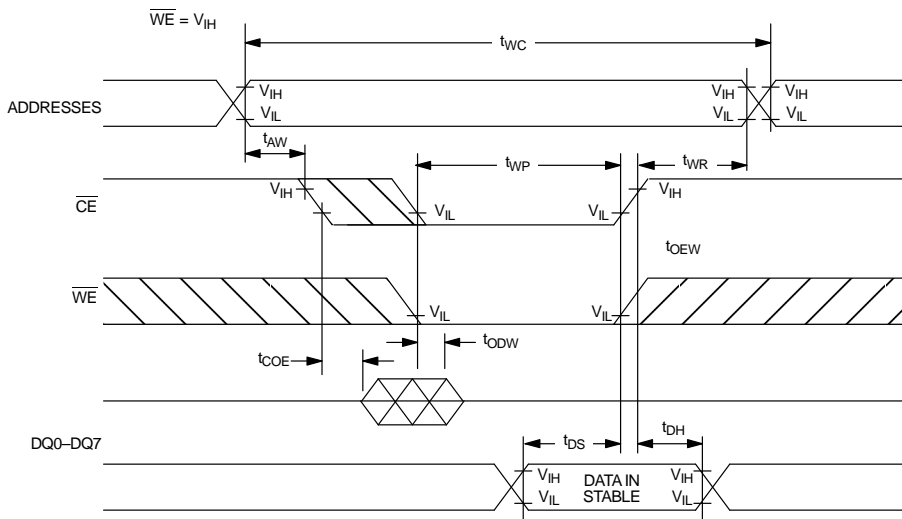 WE = VIH
tWC
ADDRESSES
VIH VIH VIH
VIL VIL VIL
tAW
tWP tWR
VIH VIH
CE
VIL VIL
tOEW
WE
VIL VIL
tODW
tCOE
DQ0–DQ7
tDS tDH
VIH DATA IN VIH
VIL STABLE VIL